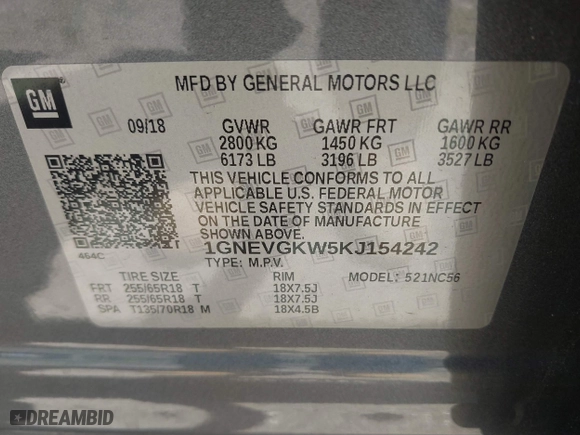 GM
MFD BY GENERAL MOTORS LLC
09/18 GVWR GAWR FRT GAWR RR
2800 KG 1450 KG 1600 KG
6173 LB 3196 LB 3527 LB
THIS VEHICLE CONFORMS TO ALL
APPLICABLE U.S. FEDERAL MOTOR
VEHICLE SAFETY STANDARDS IN
EFFECT ON THE DATE OF MANUFACTURE
SHOWN ABOVE.
464C
1GNEVGKW5KJ154242
TYPE: M.P.V. MODEL: 521NC56
TIRE SIZE RIM
FRT 255/65R18 T 18X7.5J
RR 255/65R18 T 18X7.5J
SPA T135/70R18 M 18X4.5B
DREAMBID